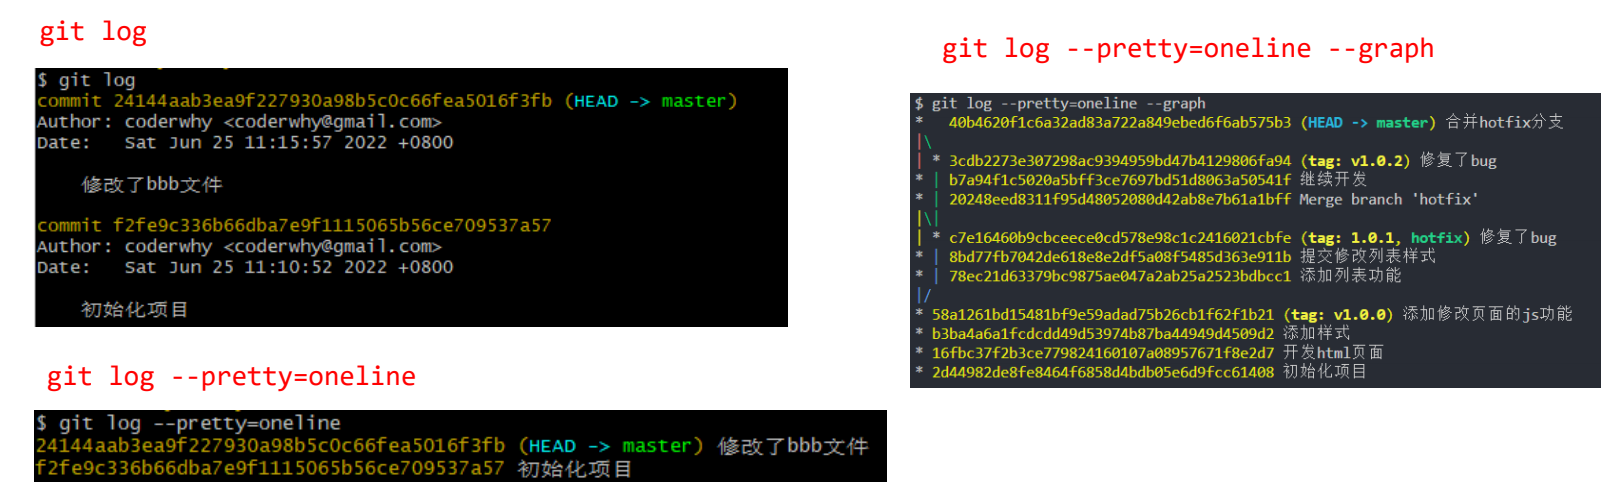 git log
$ git log
commit 24144aab3ea9f227930a98b5c0c66fea5016f3fb (HEAD -> master)
Author: coderwhy <coderwhy@gmail.com>
Date:   Sat Jun 25 11:15:57 2022 +0800
修改了bbb文件
commit f2fe9c336b66dba7e9f1115065b56ce709537a57
Author: coderwhy <coderwhy@gmail.com>
Date:   Sat Jun 25 11:10:52 2022 +0800
初始化项目
git log --pretty=oneline
$ git log --pretty=oneline
24144aab3ea9f227930a98b5c0c66fea5016f3fb (HEAD -> master) 修改了bbb文件
f2fe9c336b66dba7e9f1115065b56ce709537a57 初始化项目
git log --pretty=oneline --graph
$ git log --pretty=oneline --graph
*   40b4620f1c6a32ad83a722a849ebed6f6ab575b3 (HEAD -> master) 合并hotfix分支
|\
| * 3cdb2273e307298ac9394959bd47b4129806fa94 (tag: v1.0.2) 修复了bug
* | b7a94f1c5020a5bff3ce7697bd51d8063a50541f 继续开发
* | 20248eed8311f95d48052080d42ab8e7b61a1bff Merge branch 'hotfix'
|\|
| * c7e16460b9cbceece0cd578e98c1c2416021cbfe (tag: 1.0.1, hotfix) 修复了bug
* | 8bd77fb7042de618e8e2df5a08f5485d363e911b 提交修改列表样式
* | 78ec21d63379bc9875ae047a2ab25a2523bdbcc1 添加列表功能
|/
* 58a1261bd15481bf9e59adad75b26cb1f62f1b21 (tag: v1.0.0) 添加修改页面的js功能
* b3ba4a6a1fcdcdd49d53974b87ba44949d4509d2 添加样式
* 16fbc37f2b3ce779824160107a08957671f8e2d7 开发html页面
* 2d44982de8fe8464f6858d4bdb05e6d9fcc61408 初始化项目